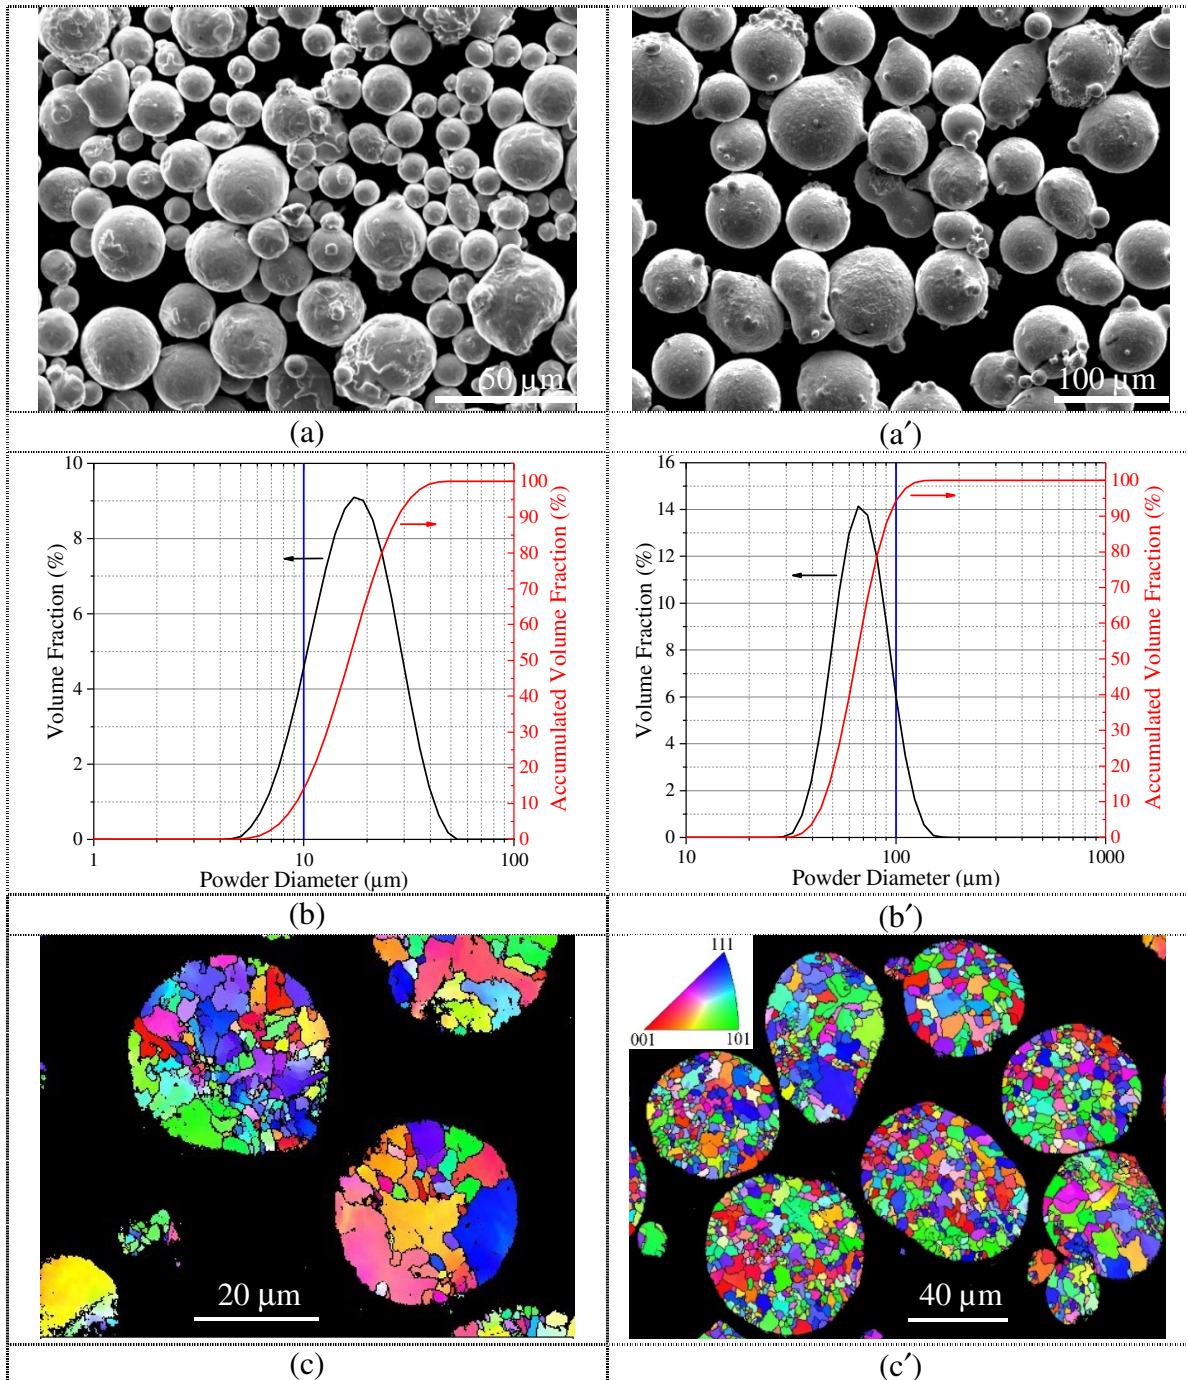 50 µm
100 µm
(a)
(a′)
10
8
6
4
2
0
Volume Fraction (%)
100
90
80
70
60
50
40
30
20
10
0
Accumulated Volume Fraction (%)
1
10
100
Powder Diameter (µm)
16
14
12
10
8
6
4
2
0
Volume Fraction (%)
100
90
80
70
60
50
40
30
20
10
0
Accumulated Volume Fraction (%)
10
100
1000
Powder Diameter (µm)
(b)
(b′)
20 µm
111
001
101
40 µm
(c)
(c′)